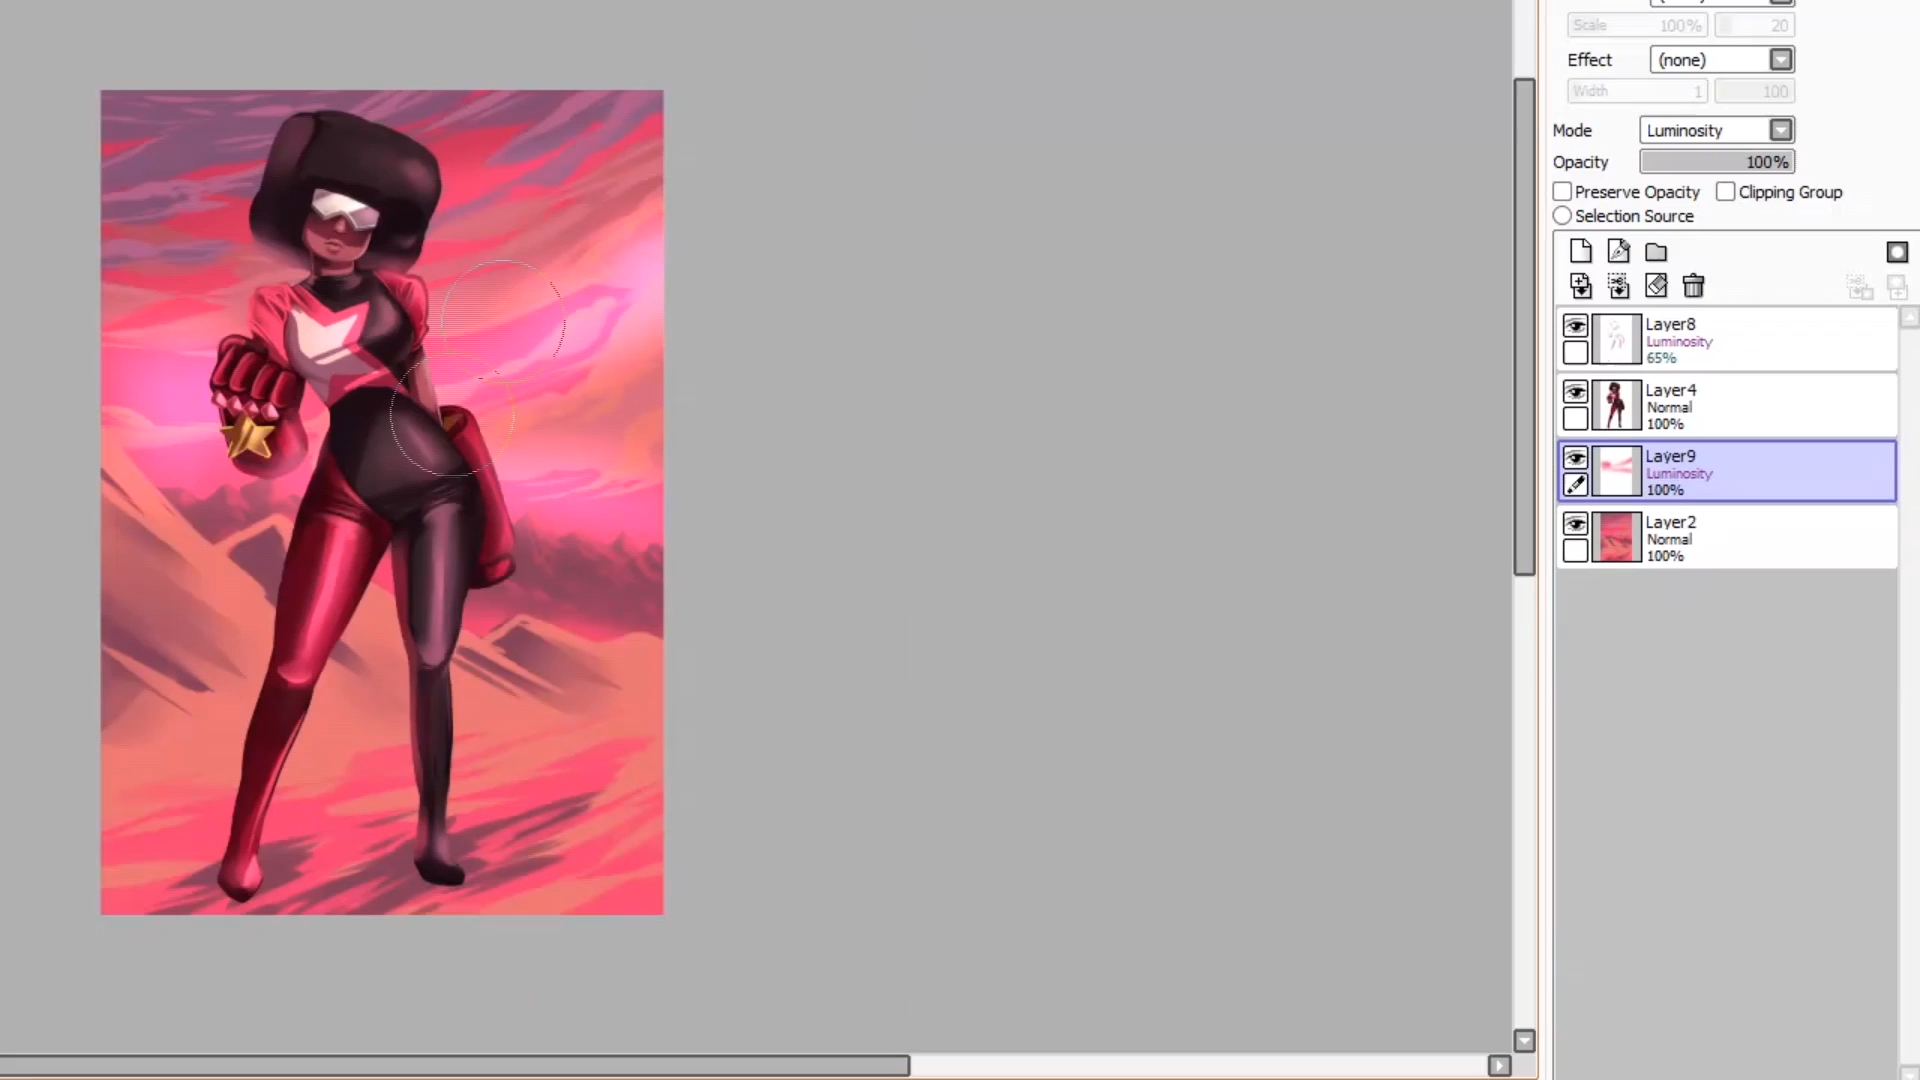 Scale 100% 20
Effect (none)
Width 1 100
Mode Luminosity
Opacity 100%
Preserve Opacity Clipping Group
Selection Source
Layer8
Luminosity
65%
Layer4
Normal
100%
Layer9
Luminosity
100%
Layer2
Normal
100%